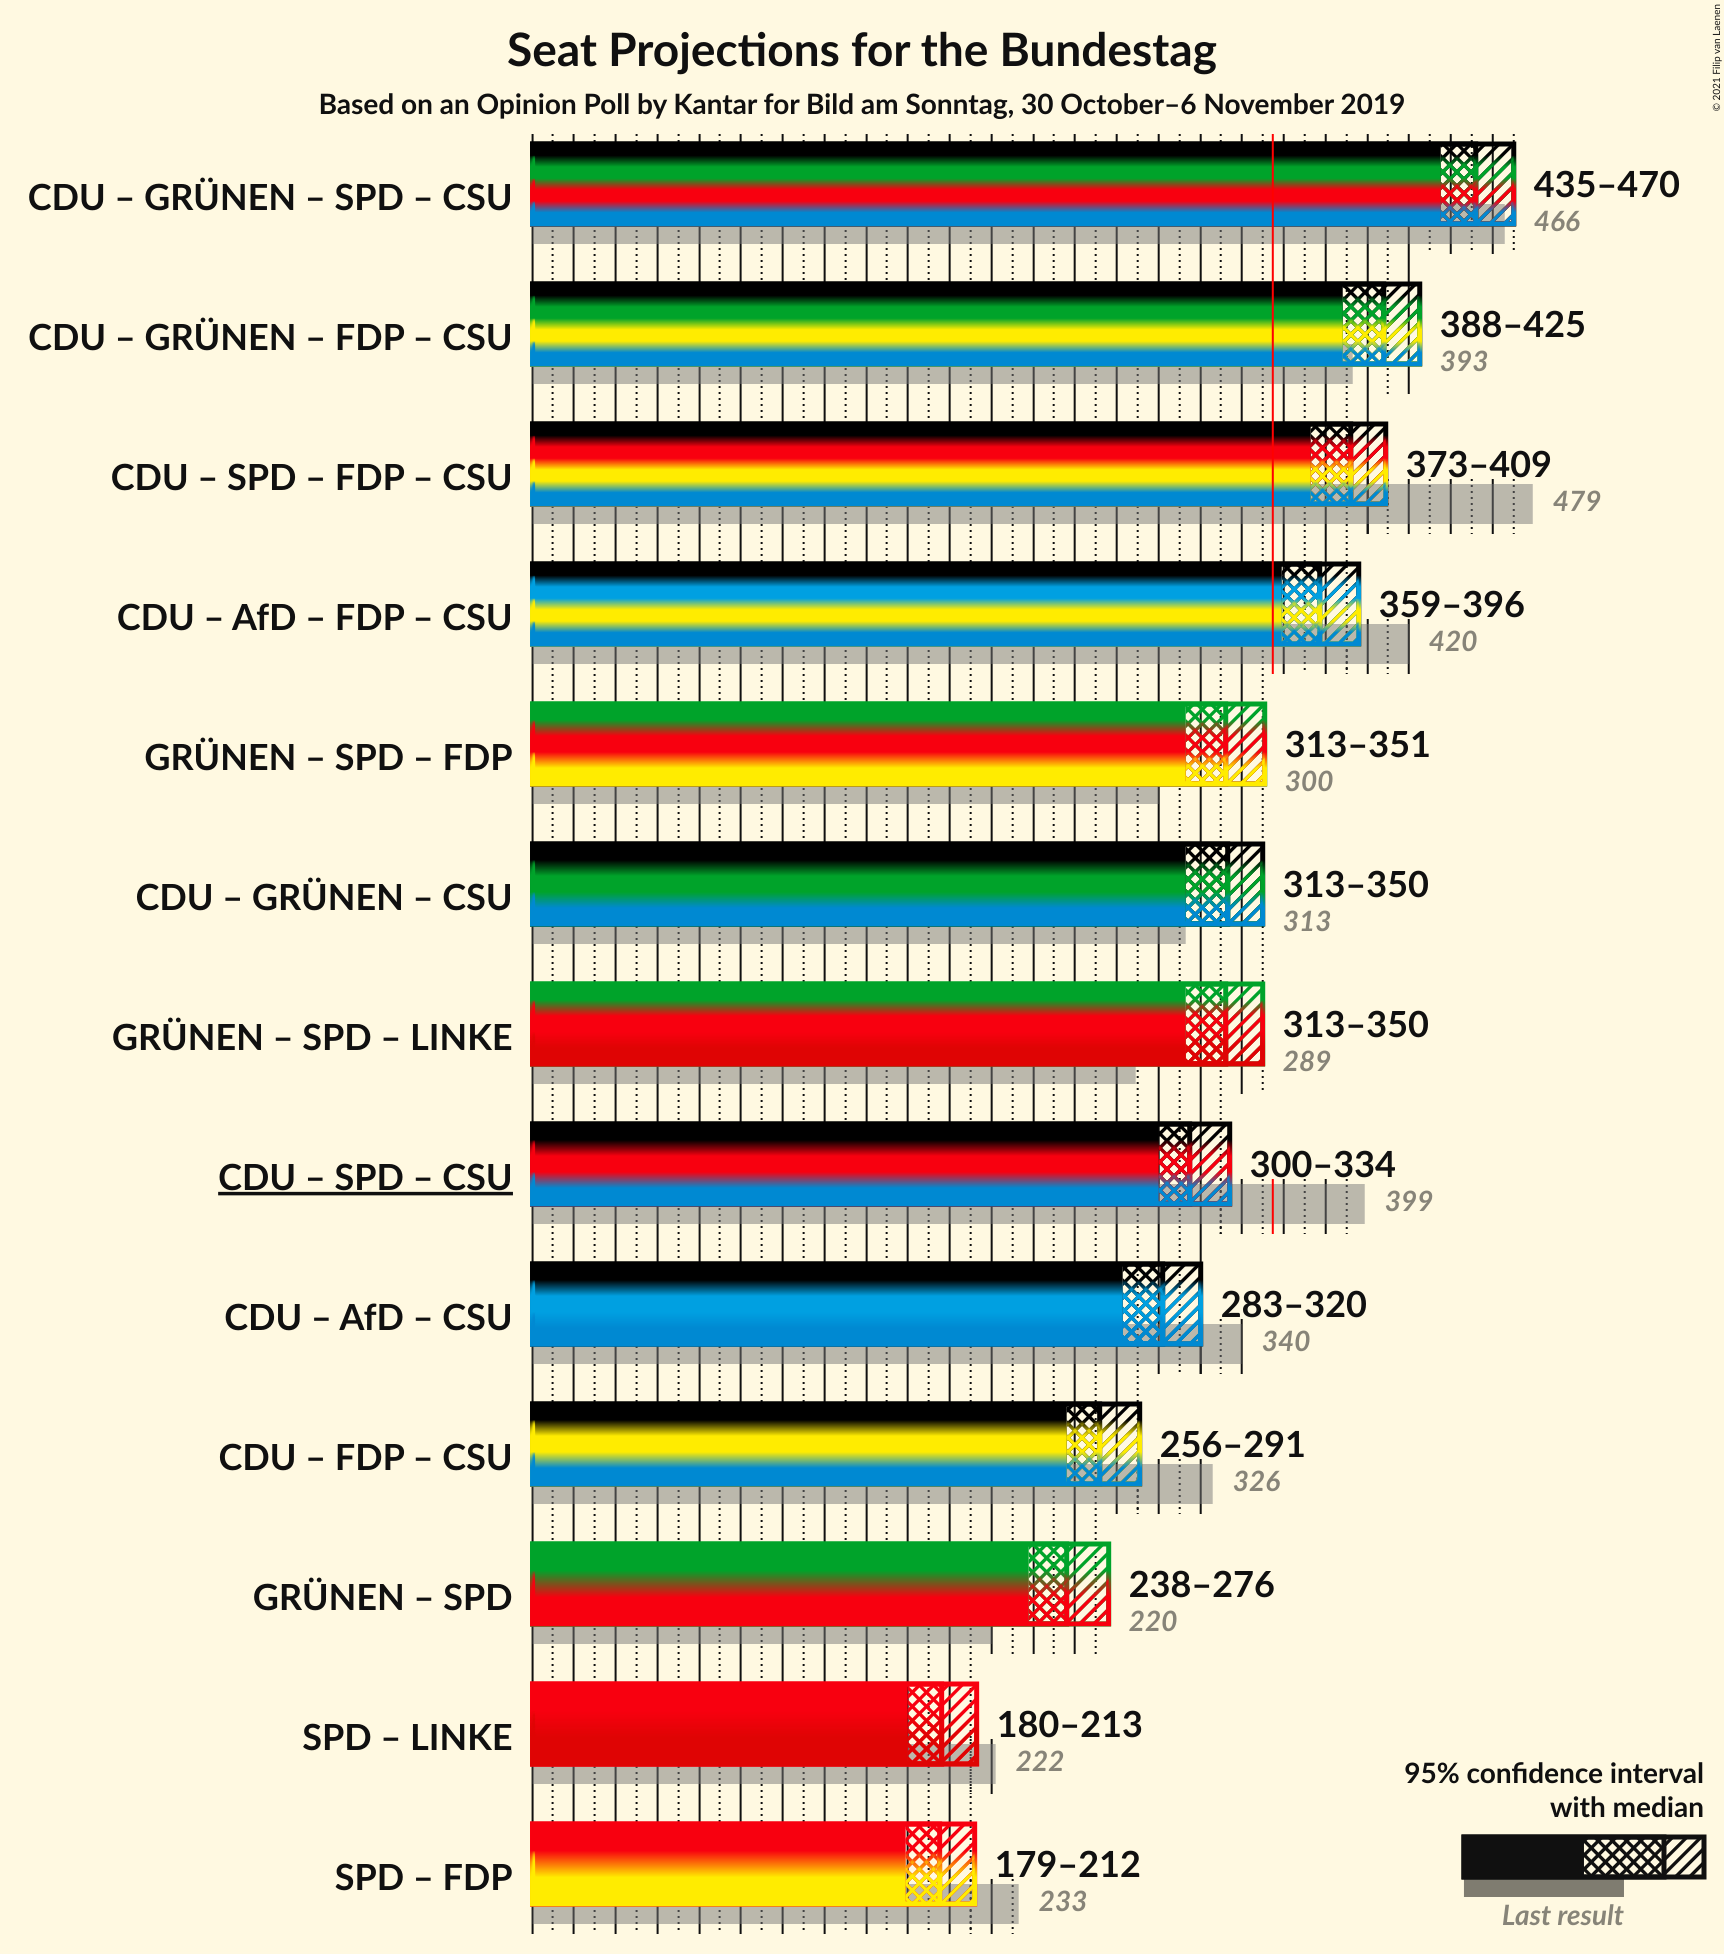 Seat Projections for the Bundestag
Based on an Opinion Poll by Kantar for Bild am Sonntag, 30 October–6 November 2019
© 2021 Filip van Laenen
CDU – GRÜNEN – SPD – CSU
435–470
466
CDU – GRÜNEN – FDP – CSU
388–425
393
CDU – SPD – FDP – CSU
373–409
479
CDU – AfD – FDP – CSU
359–396
420
GRÜNEN – SPD – FDP
313–351
300
CDU – GRÜNEN – CSU
313–350
313
GRÜNEN – SPD – LINKE
313–350
289
CDU – SPD – CSU
300–334
399
CDU – AfD – CSU
283–320
340
CDU – FDP – CSU
256–291
326
GRÜNEN – SPD
238–276
220
SPD – LINKE
180–213
222
SPD – FDP
179–212
233
95% confidence interval
with median
Last result